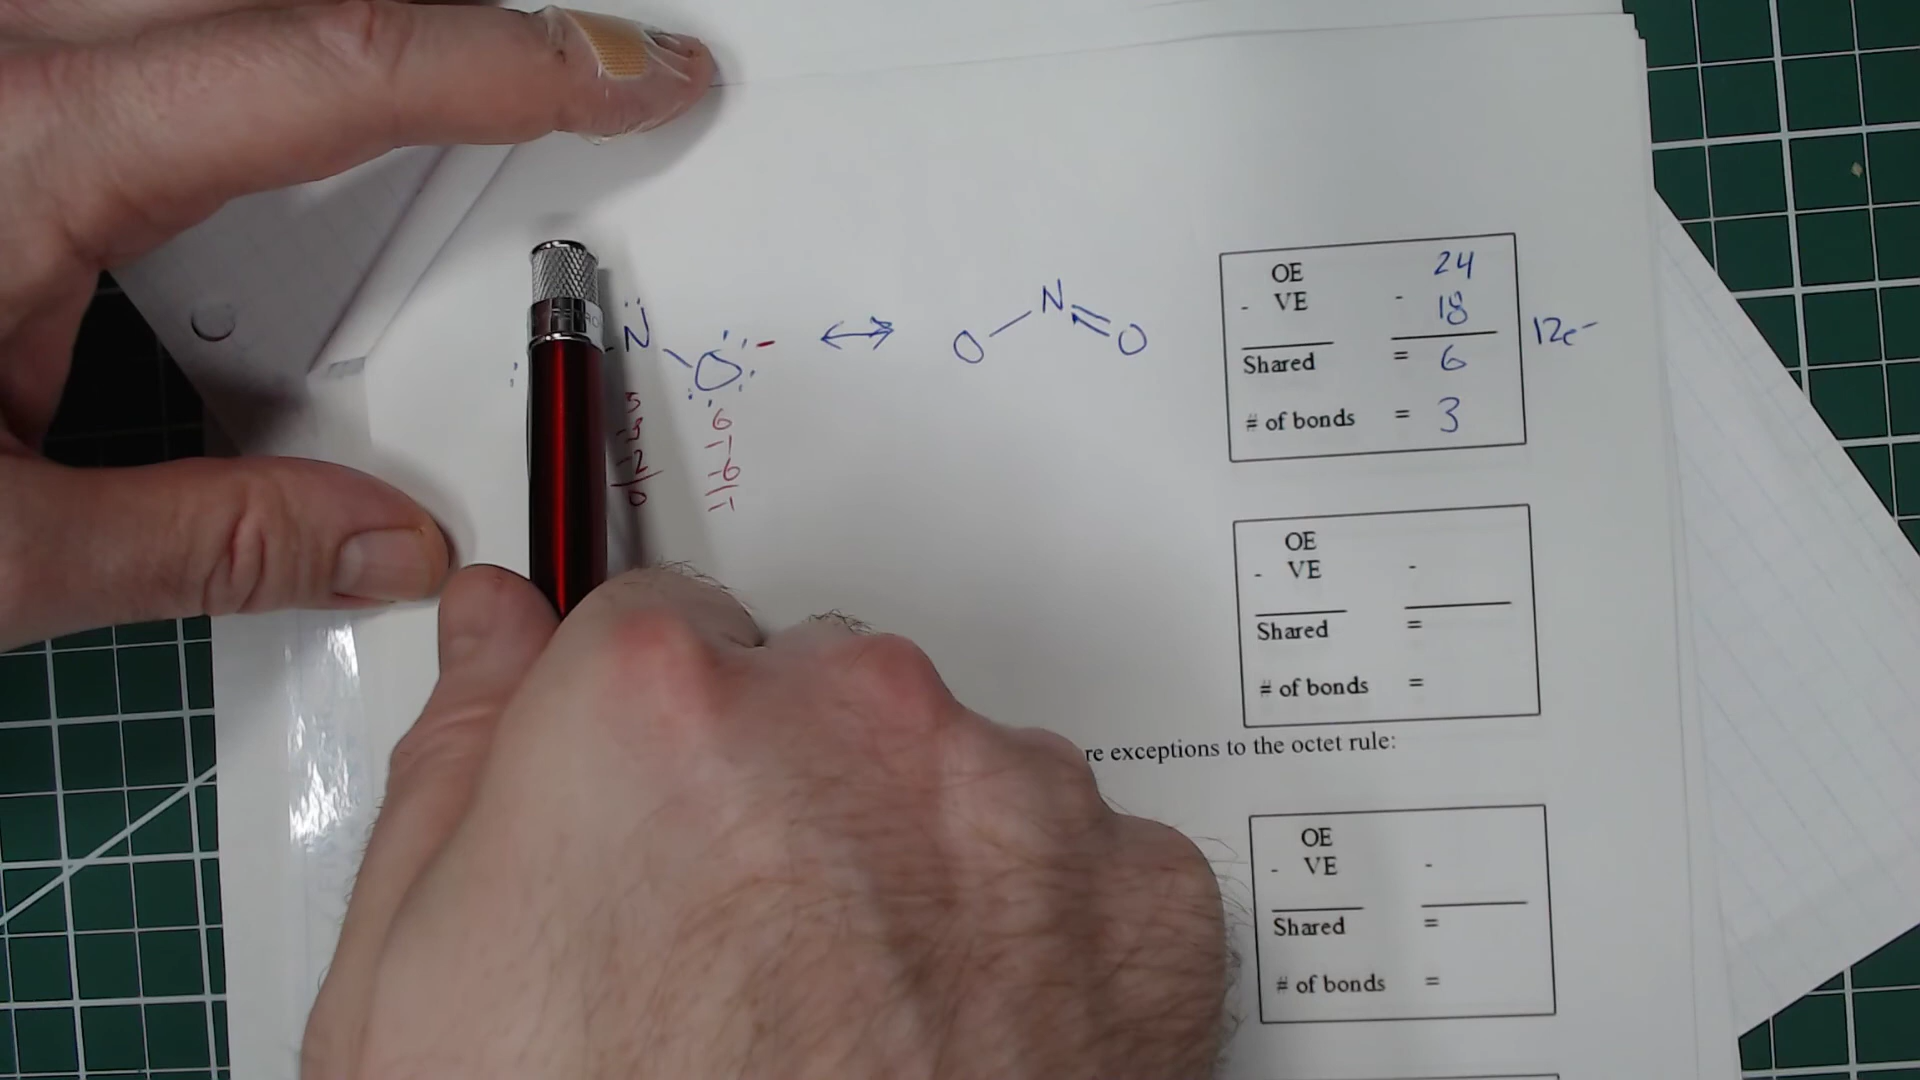 N O -
O N O
5
-3
-2
0
6
-1
-6
-1
OE 24
- VE - 18
Shared = 6
# of bonds = 3
12e-
OE
- VE -
Shared =
# of bonds =
re exceptions to the octet rule:
OE
- VE -
Shared =
# of bonds =